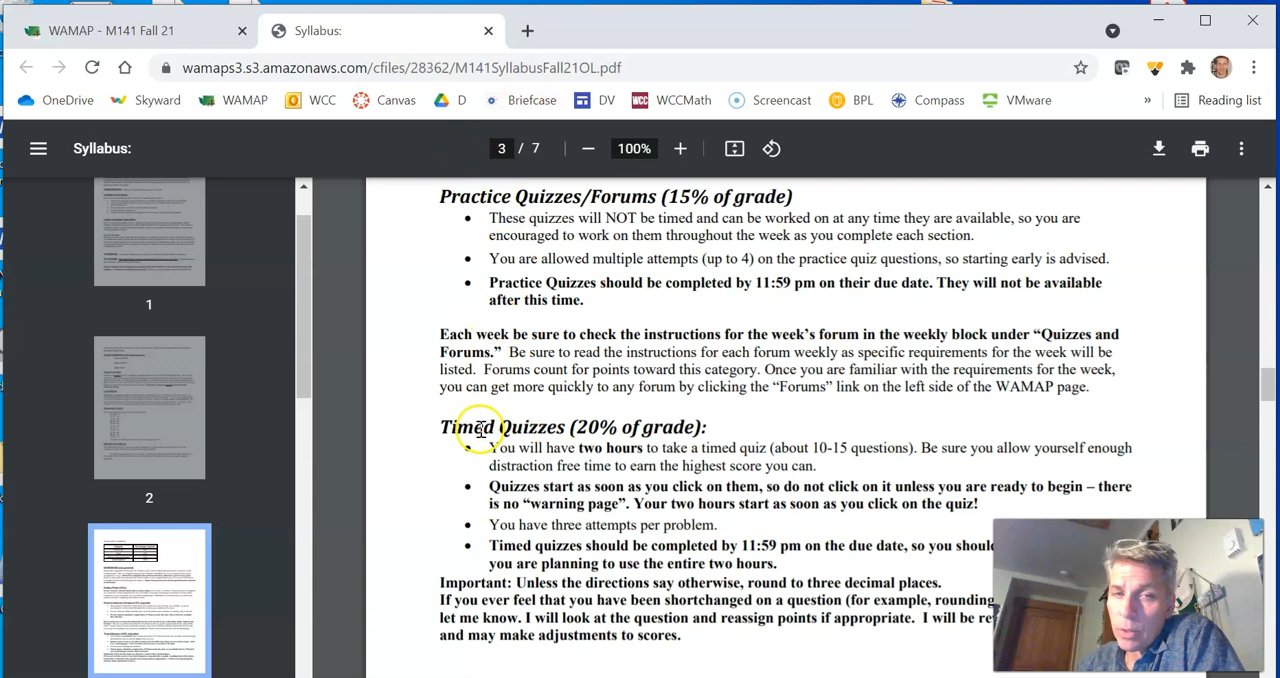 WAMAP - M141 Fall 21
Syllabus:
wamaps3.s3.amazonaws.com/cfiles/28362/M141SyllabusFall21OL.pdf
OneDrive Skyward WAMAP WCC Canvas D Briefcase DV WCCMath Screencast BPL Compass VMware » Reading list
Syllabus:
3 / 7
100%
1
2
Practice Quizzes/Forums (15% of grade)
• These quizzes will NOT be timed and can be worked on at any time they are available, so you are
encouraged to work on them throughout the week as you complete each section.
• You are allowed multiple attempts (up to 4) on the practice quiz questions, so starting early is advised.
• Practice Quizzes should be completed by 11:59 pm on their due date. They will not be available
after this time.
Each week be sure to check the instructions for the week's forum in the weekly block under “Quizzes and
Forums.” Be sure to read the instructions for each forum weekly as specific requirements for the week will be
listed. Forums count for points toward this category. Once you are familiar with the requirements for the week,
you can get more quickly to any forum by clicking the “Forums” link on the left side of the WAMAP page.
Timed Quizzes (20% of grade):
• You will have two hours to take a timed quiz (about 10-15 questions). Be sure you allow yourself enough
distraction free time to earn the highest score you can.
• Quizzes start as soon as you click on them, so do not click on it unless you are ready to begin – there
is no “warning page”. Your two hours start as soon as you click on the quiz!
• You have three attempts per problem.
• Timed quizzes should be completed by 11:59 pm on the due date, so you
you are planning to use the entire two hours.
Important: Unless the directions say otherwise, round to three decimal places.
If you ever feel that you have been shortchanged on a quiz, for example, rounding
let me know. I will look at the question and reassign points if appropriate. I will be
and may make adjustments to scores.